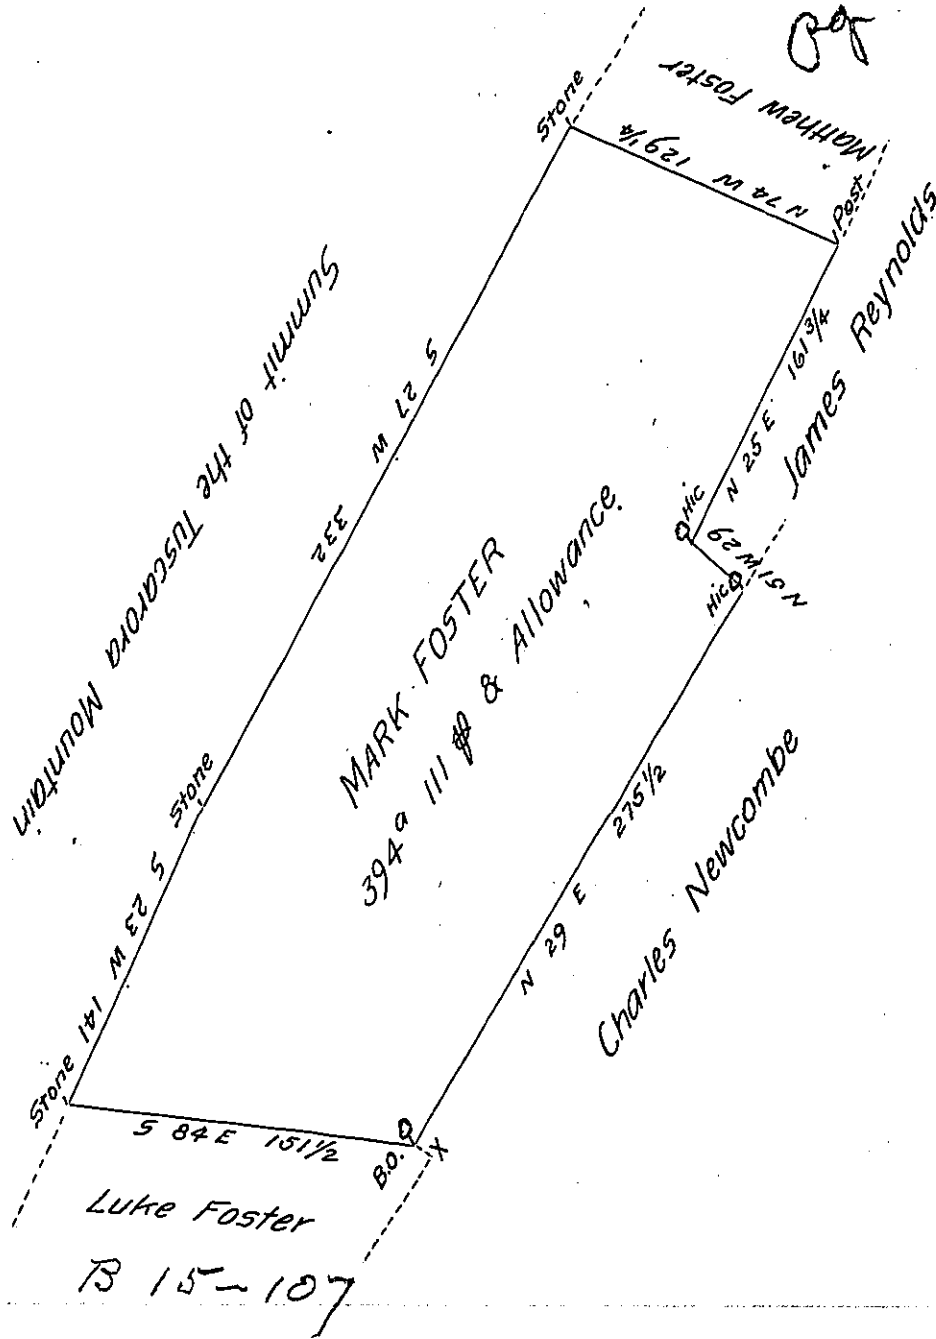 Stone
Matthew Foster
N 74 W 129 1/4
Post
James Reynolds
N 25 E 161 3/4
Hic
N 51 W 29
Hic
S 27 W
332
Summit of the Tuscarora Mountain
MARK FOSTER
394a 111 & Allowance
Stone
S 23 W 141
Stone
N 29 E 275 1/2
Charles Newcombe
S 84 E 151 1/2
B.O.
X
Luke Foster
B 15-107